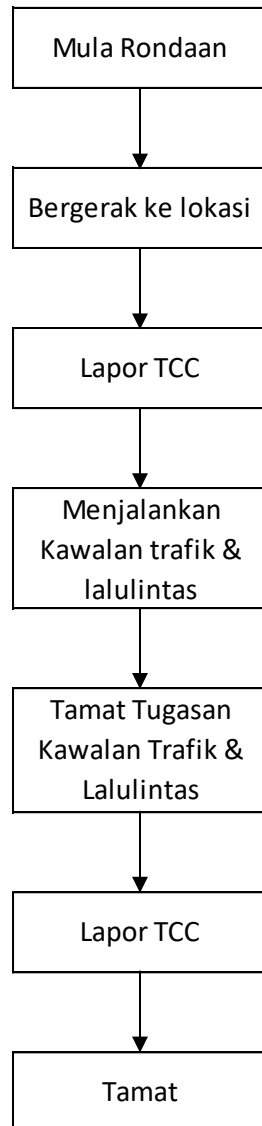 Mula Rondaan
Bergerak ke lokasi
Lapor TCC
Menjalankan
Kawalan trafik &
lalulintas
Tamat Tugasan
Kawalan Trafik &
Lalulintas
Lapor TCC
Tamat